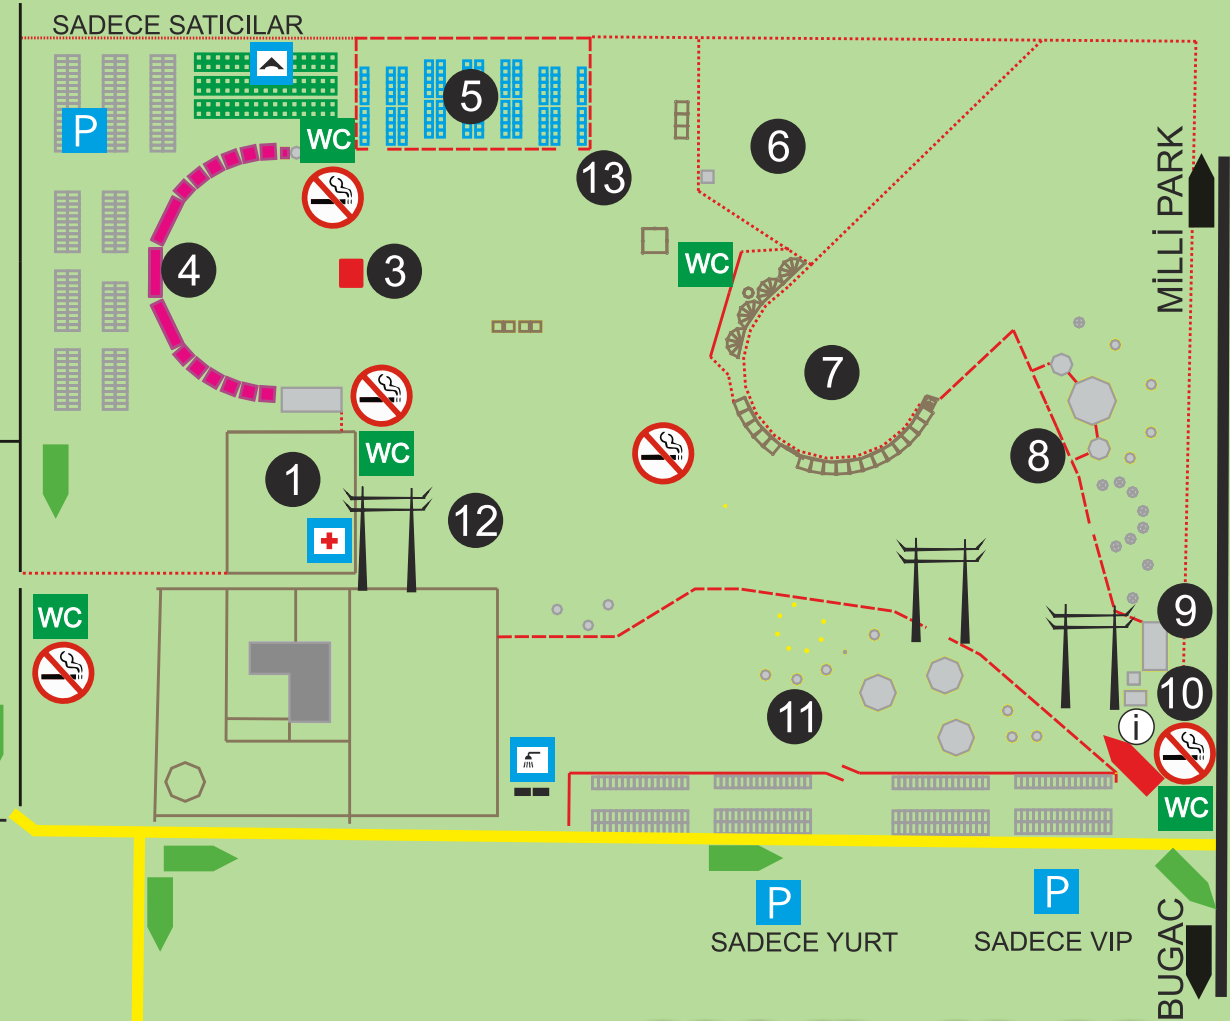 SADECE SATICILAR
P
WC
5
6
13
MİLLİ PARK
4
3
WC
7
8
WC
1
12
WC
9
10
11
i
WC
P
P
SADECE YURT
SADECE VIP
BUGAC